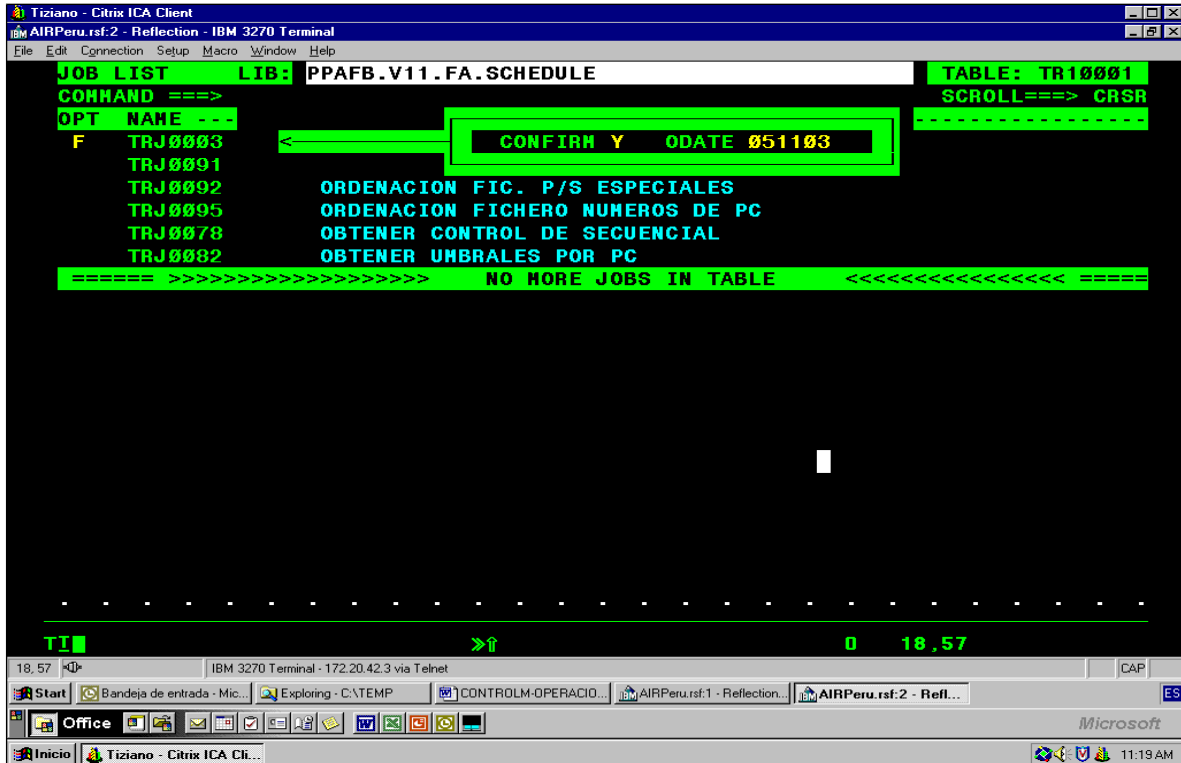 Tiziano - Citrix ICA Client
AIRPeru.rsf:2 - Reflection - IBM 3270 Terminal
File Edit Connection Setup Macro Window Help
JOB LIST LIB: PPAFB.V11.FA.SCHEDULE TABLE: TR10001
COMMAND ===> SCROLL===> CRSR
OPT NAME --- - - - - - - - - - - - - - - - - -
F TRJ0003 < CONFIRM Y ODATE 051103
TRJ0091
TRJ0092 ORDENACION FIC. P/S ESPECIALES
TRJ0095 ORDENACION FICHERO NUMEROS DE PC
TRJ0078 OBTENER CONTROL DE SECUENCIAL
TRJ0082 OBTENER UMBRALES POR PC
====== >>>>>>>>>>>>>>>>>>> NO MORE JOBS IN TABLE <<<<<<<<<<<<<<<< =====
TI 0 18,57
18, 57 IBM 3270 Terminal - 172.20.42.3 via Telnet CAP
Start Bandeja de entrada - Mic... Exploring - C:\TEMP CONTROLM-OPERACIO... AIRPeru.rsf:1 - Reflection... AIRPeru.rsf:2 - Refl... ES
Office Microsoft
Inicio Tiziano - Citrix ICA Cli... 11:19 AM